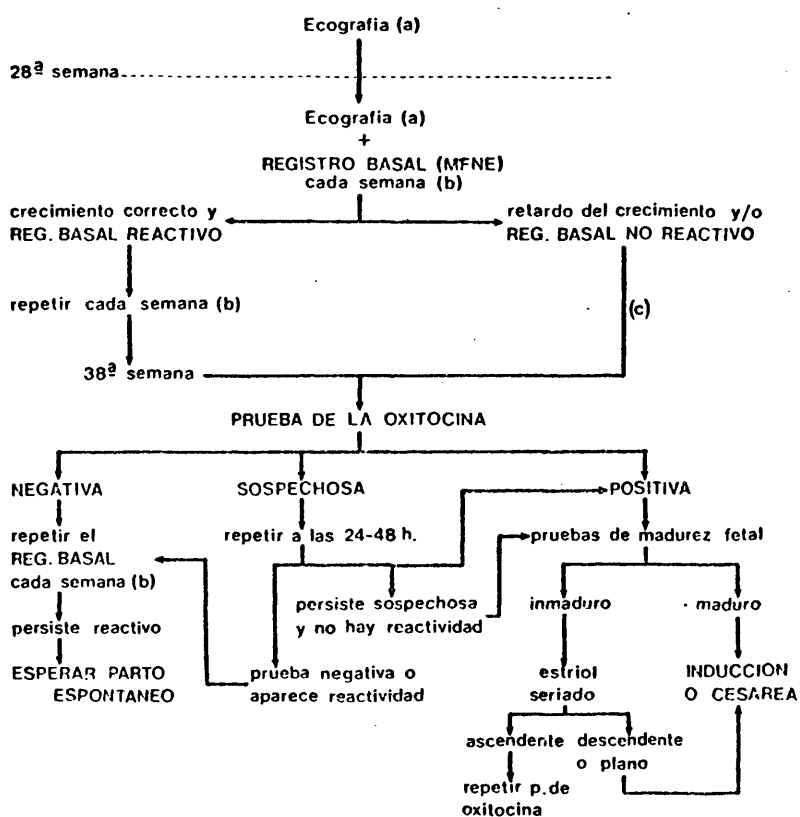 Ecografia (a)
28ª semana
Ecografia (a)
+
REGISTRO BASAL (MFNE)
cada semana (b)
crecimiento correcto y
REG. BASAL REACTIVO
retardo del crecimiento y/o
REG. BASAL NO REACTIVO
repetir cada semana (b)
(c)
38ª semana
PRUEBA DE LA OXITOCINA
NEGATIVA
SOSPECHOSA
POSITIVA
repetir el
REG. BASAL
cada semana (b)
repetir a las 24-48 h.
pruebas de madurez fetal
persiste sospechosa
y no hay reactividad
inmaduro
maduro
persiste reactivo
ESPERAR PARTO
ESPONTANEO
prueba negativa o
aparece reactividad
estriol
seriado
INDUCCION
O CESAREA
ascendente
descendente
o plano
repetir p. de
oxitocina